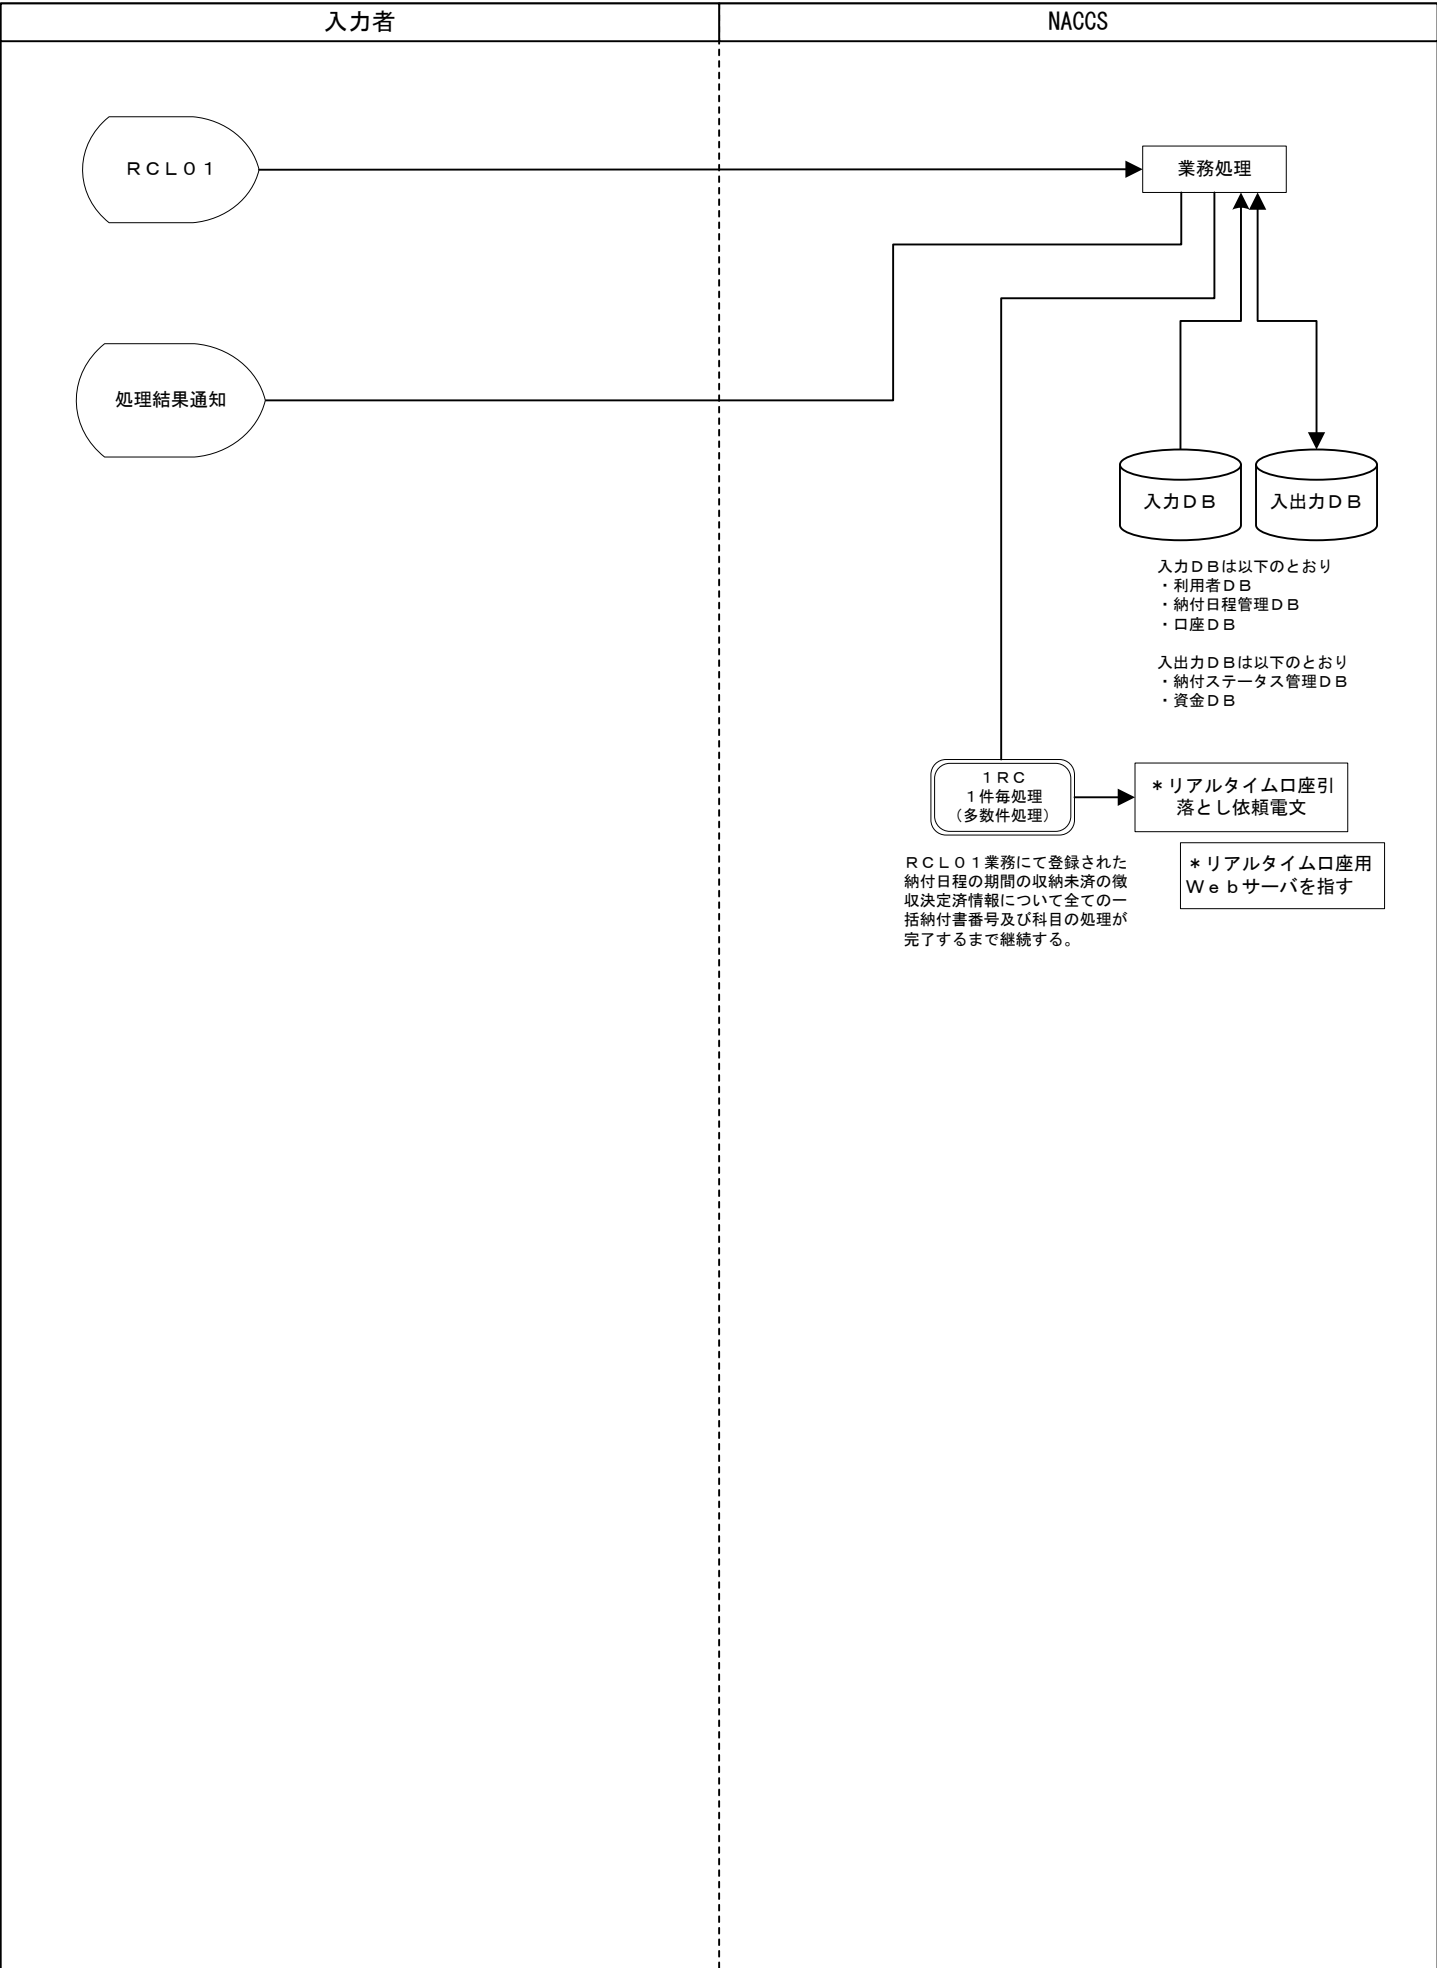 入力者
NACCS
ＲＣＬ０１
業務処理
処理結果通知
入力ＤＢ
入出力ＤＢ
入力ＤＢは以下のとおり
・利用者ＤＢ
・納付日程管理ＤＢ
・口座ＤＢ
入出力ＤＢは以下のとおり
・納付ステータス管理ＤＢ
・資金ＤＢ
１ＲＣ
１件毎処理
（多数件処理）
＊リアルタイム口座引
落とし依頼電文
＊リアルタイム口座用
Ｗｅｂサーバを指す
ＲＣＬ０１業務にて登録された
納付日程の期間の収納未済の徴
収決定済情報について全ての一
括納付書番号及び科目の処理が
完了するまで継続する。